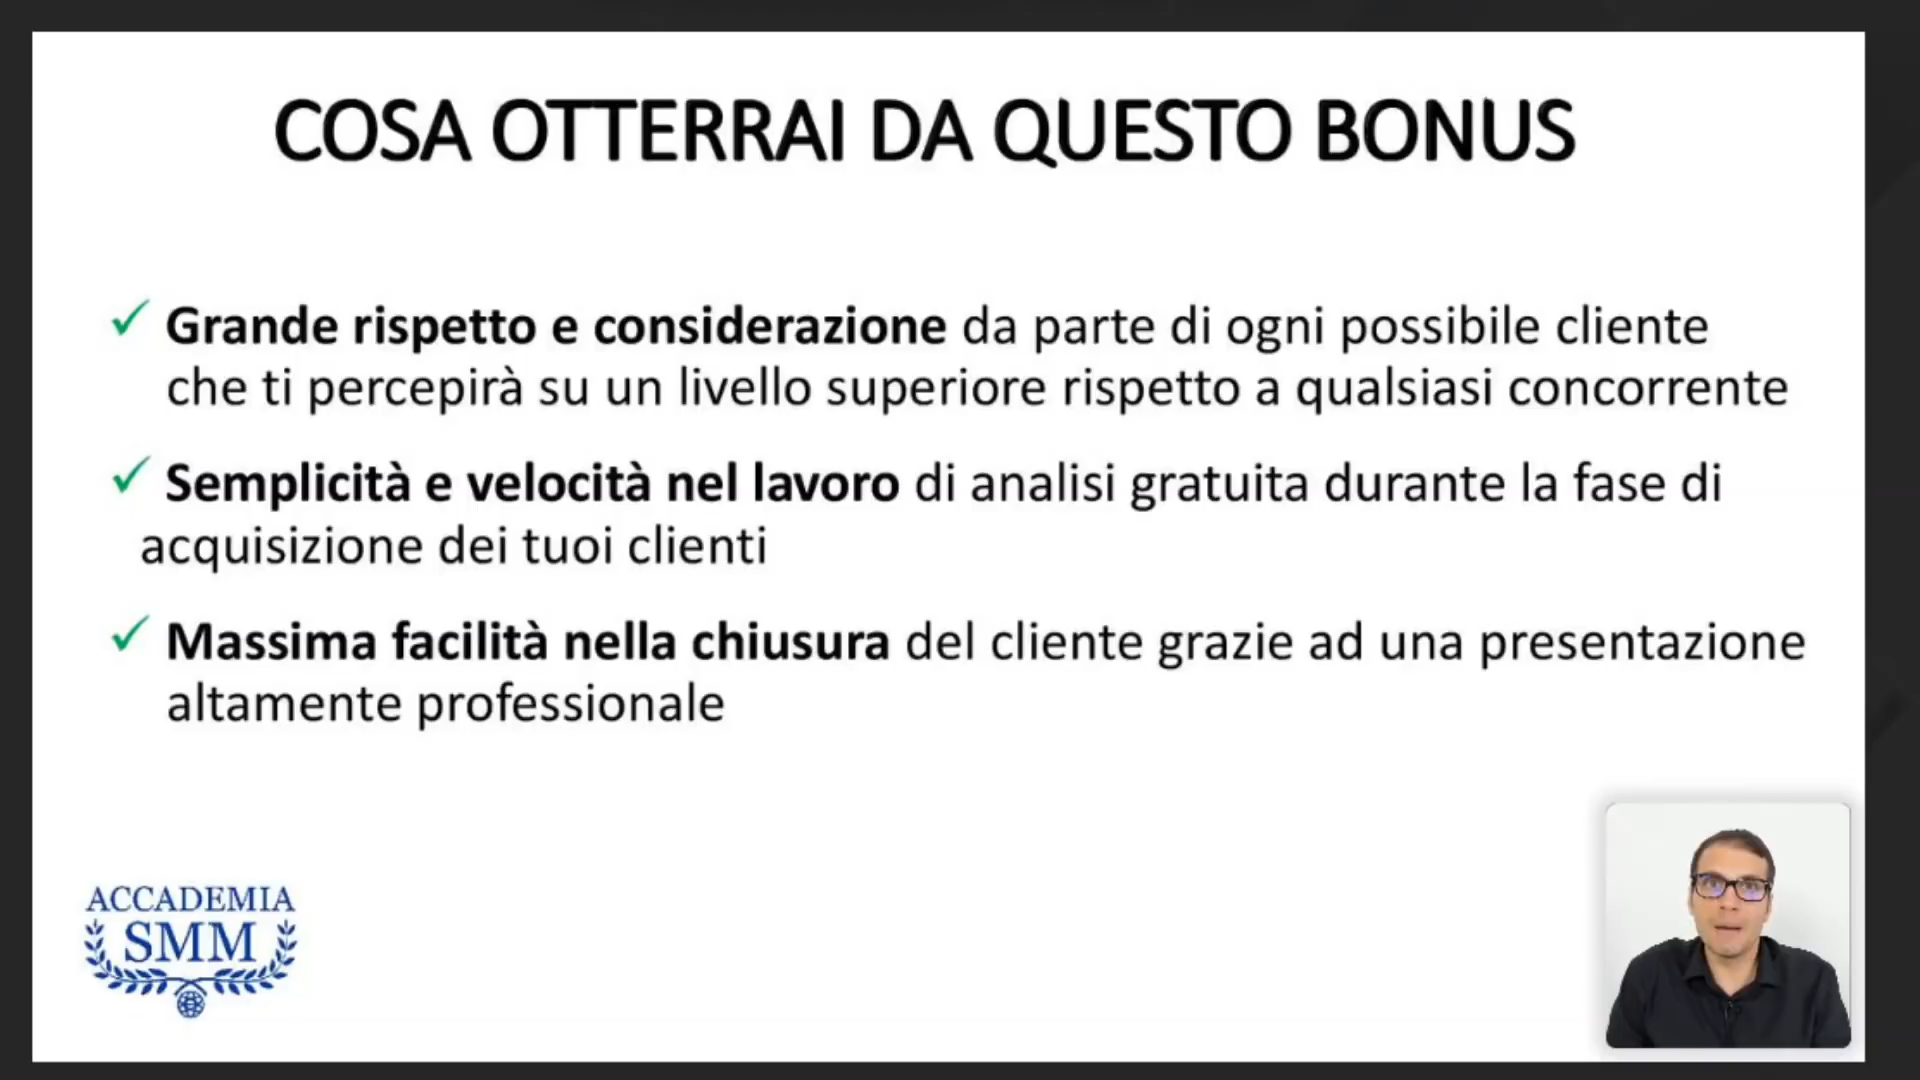 COSA OTTERRAI DA QUESTO BONUS
✓ Grande rispetto e considerazione da parte di ogni possibile cliente
che ti percepirà su un livello superiore rispetto a qualsiasi concorrente
✓ Semplicità e velocità nel lavoro di analisi gratuita durante la fase di
acquisizione dei tuoi clienti
✓ Massima facilità nella chiusura del cliente grazie ad una presentazione
altamente professionale
ACCADEMIA
SMM